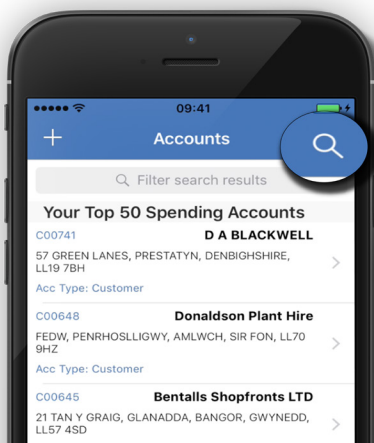 09:41
Accounts
Filter search results
Your Top 50 Spending Accounts
C00741 D A BLACKWELL
57 GREEN LANES, PRESTATYN, DENBIGHSHIRE,
LL19 7BH
Acc Type: Customer
C00648 Donaldson Plant Hire
FEDW, PENRHOSLLIGWY, AMLWCH, SIR FON, LL70
9HZ
Acc Type: Customer
C00645 Bentalls Shopfronts LTD
21 TAN Y GRAIG, GLANADDA, BANGOR, GWYNEDD,
LL57 4SD